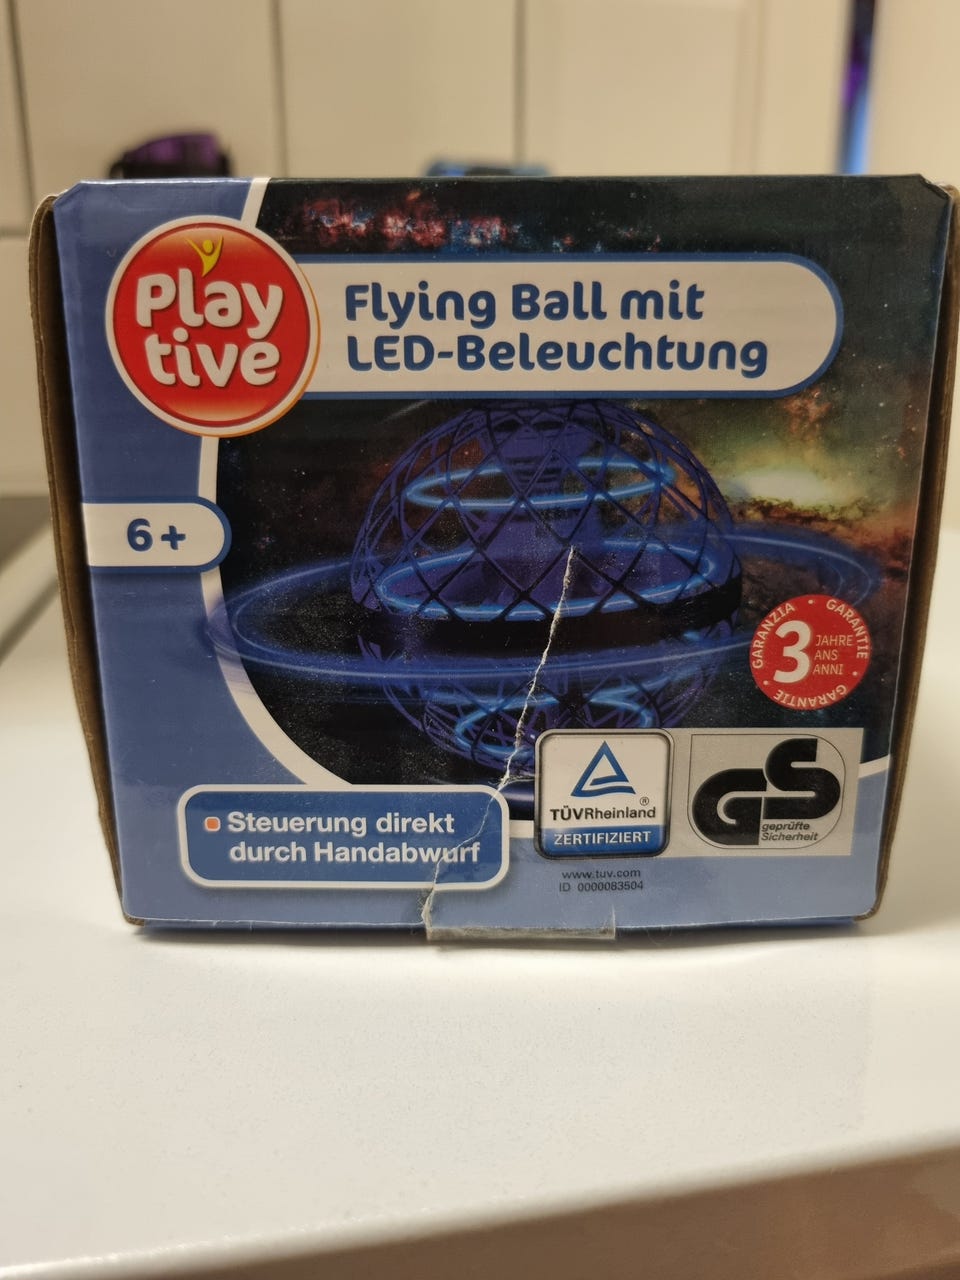 Play
tive
Flying Ball mit
LED-Beleuchtung
6+
GARANZIA • GARANTIE
3 JAHRE
ANS
ANNI
GARANTIE
Steuerung direkt
durch Handabwurf
TÜVRheinland®
ZERTIFIZIERT
GS
geprüfte
Sicherheit
www.tuv.com
ID 0000083504